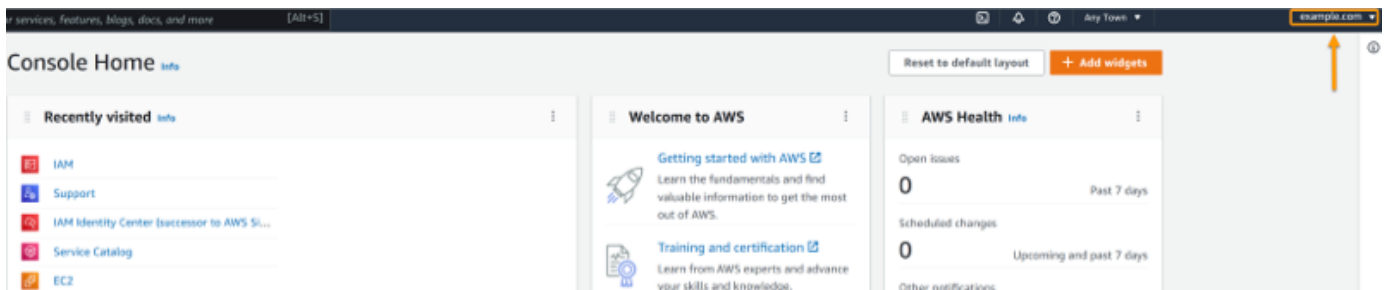 r services, features, blogs, docs, and more [Alt+S] Any Town example.com
Console Home Info
Reset to default layout + Add widgets
Recently visited Info
IAM
Support
IAM Identity Center (successor to AWS Si...
Service Catalog
EC2
Welcome to AWS
Getting started with AWS
Learn the fundamentals and find
valuable information to get the most
out of AWS.
Training and certification
Learn from AWS experts and advance
your skills and knowledge.
AWS Health Info
Open issues
0 Past 7 days
Scheduled changes
0 Upcoming and past 7 days
Other notifications